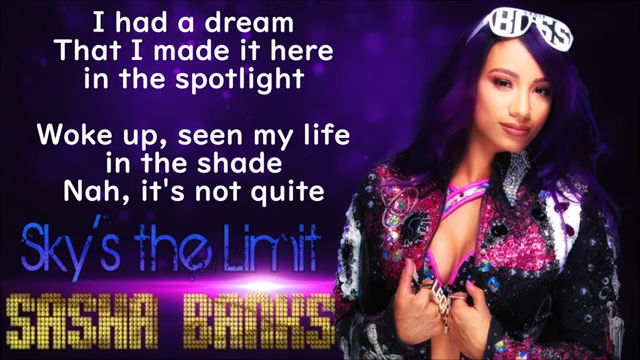 I had a dream
That I made it here
in the spotlight
Woke up, seen my life
in the shade
Nah, it's not quite
Sky's the Limit
SASHA BANKS
BOSS